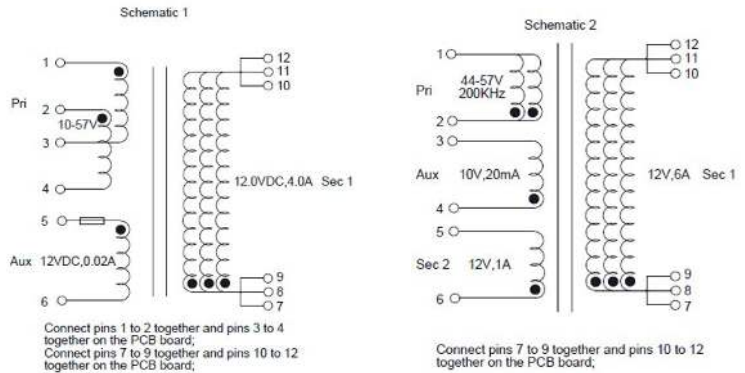 Schematic 1
1
2
3
4
5
6
Pri
10-57V
Aux 12VDC,0.02A
12
11
10
12.0VDC,4.0A Sec 1
9
8
7
Connect pins 1 to 2 together and pins 3 to 4
together on the PCB board;
Connect pins 7 to 9 together and pins 10 to 12
together on the PCB board;
Schematic 2
1
2
3
4
5
6
Pri
44-57V
200KHz
Aux 10V,20mA
Sec 2 12V,1A
12
11
10
12V,6A Sec 1
9
8
7
Connect pins 7 to 9 together and pins 10 to 12
together on the PCB board;